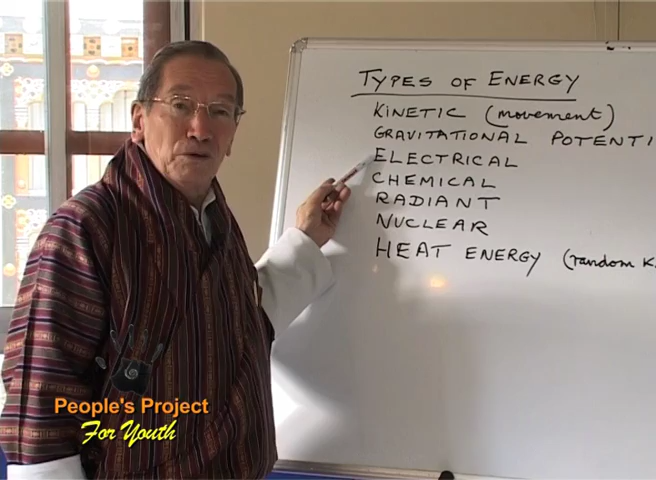 TYPES OF ENERGY
KINETIC (movement)
GRAVITATIONAL POTENTI
ELECTRICAL
CHEMICAL
RADIANT
NUCLEAR
HEAT ENERGY (random K.
People's Project
For Youth